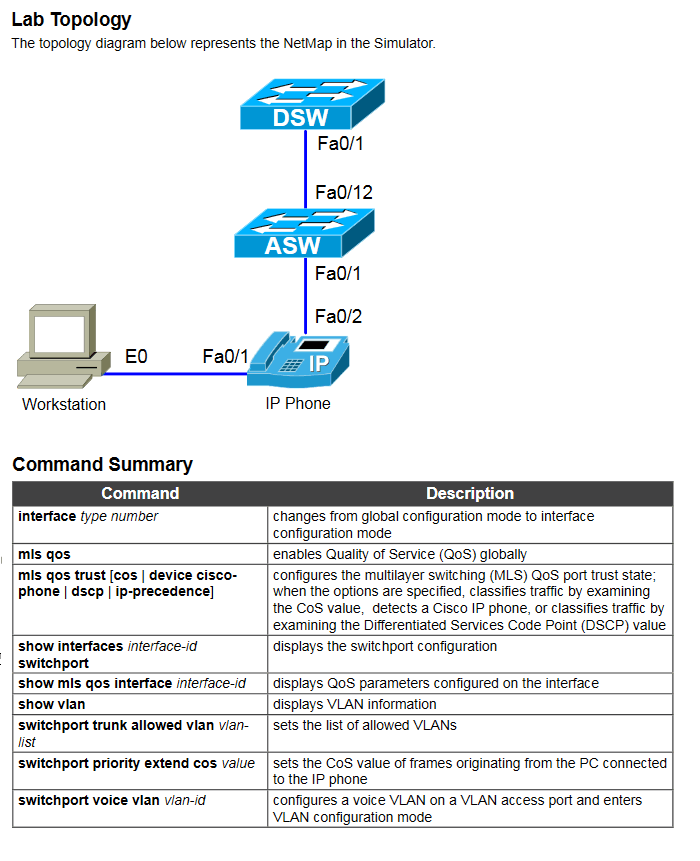 Lab Topology
The topology diagram below represents the NetMap in the Simulator.
DSW
Fa0/1
Fa0/12
ASW
Fa0/1
Fa0/2
E0
Fa0/1
IP
Workstation
IP Phone
Command Summary
Command
Description
interface type number
changes from global configuration mode to interface
configuration mode
mls qos
enables Quality of Service (QoS) globally
mls qos trust [cos | device cisco-
phone | dscp | ip-precedence]
configures the multilayer switching (MLS) QoS port trust state;
when the options are specified, classifies traffic by examining
the CoS value, detects a Cisco IP phone, or classifies traffic by
examining the Differentiated Services Code Point (DSCP) value
show interfaces interface-id
switchport
displays the switchport configuration
show mls qos interface interface-id
displays QoS parameters configured on the interface
show vlan
displays VLAN information
switchport trunk allowed vlan vlan-
list
sets the list of allowed VLANs
switchport priority extend cos value
sets the CoS value of frames originating from the PC connected
to the IP phone
switchport voice vlan vlan-id
configures a voice VLAN on a VLAN access port and enters
VLAN configuration mode